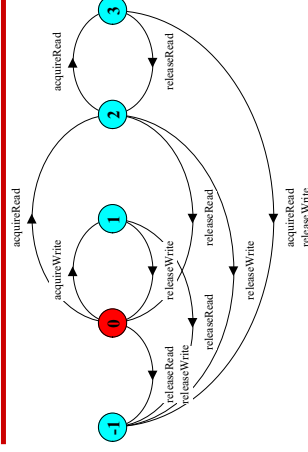 acquireRead
acquireRead
acquireWrite
-1
0
1
2
3
releaseRead
releaseWrite
releaseWrite
releaseRead
releaseRead
releaseWrite
releaseRead
acquireRead
releaseWrite